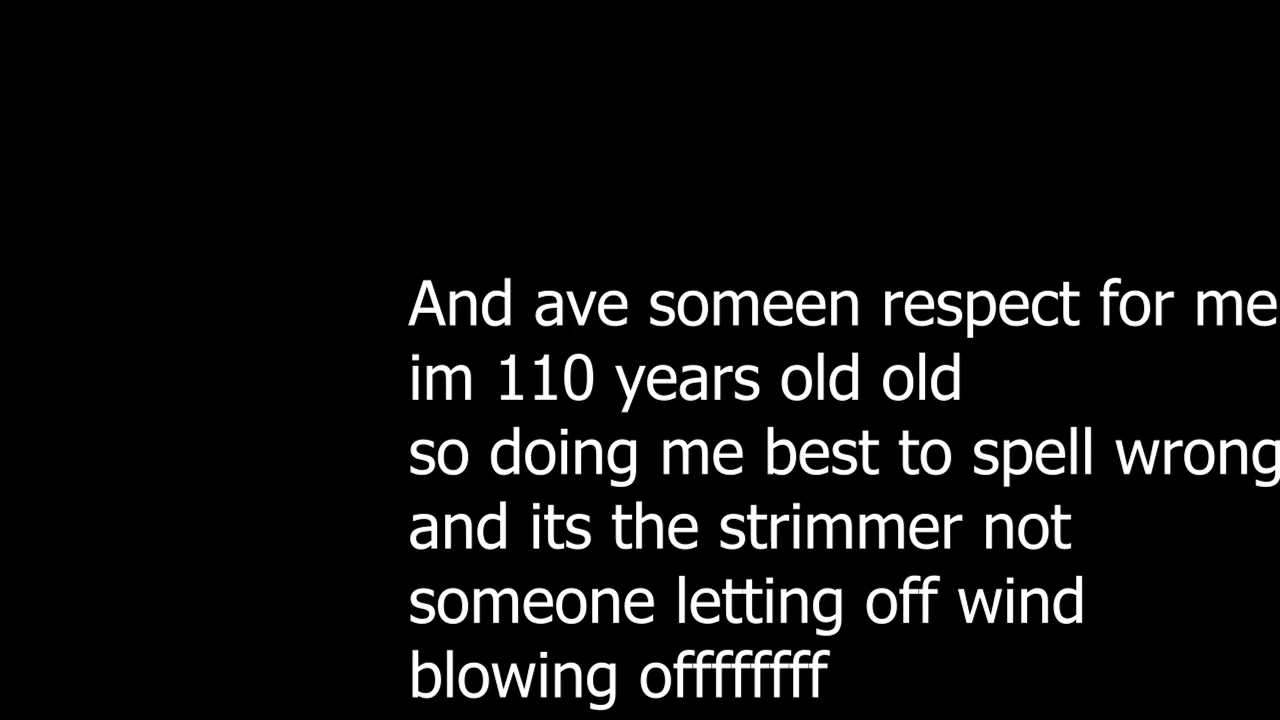 And ave someen respect for me
im 110 years old old
so doing me best to spell wrong
and its the strimmer not
someone letting off wind
blowing offfffffff